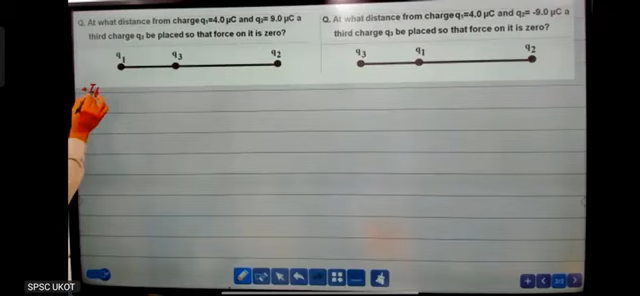 Q. At what distance from charge q₁=4.0 μC and q₂= 9.0 μC a
third charge q₃ be placed so that force on it is zero?
q₁ q₃ q₂
Q. At what distance from charge q₁=4.0 μC and q₂= -9.0 μC a
third charge q₃ be placed so that force on it is zero?
q₃ q₁ q₂
SPSC UKOT